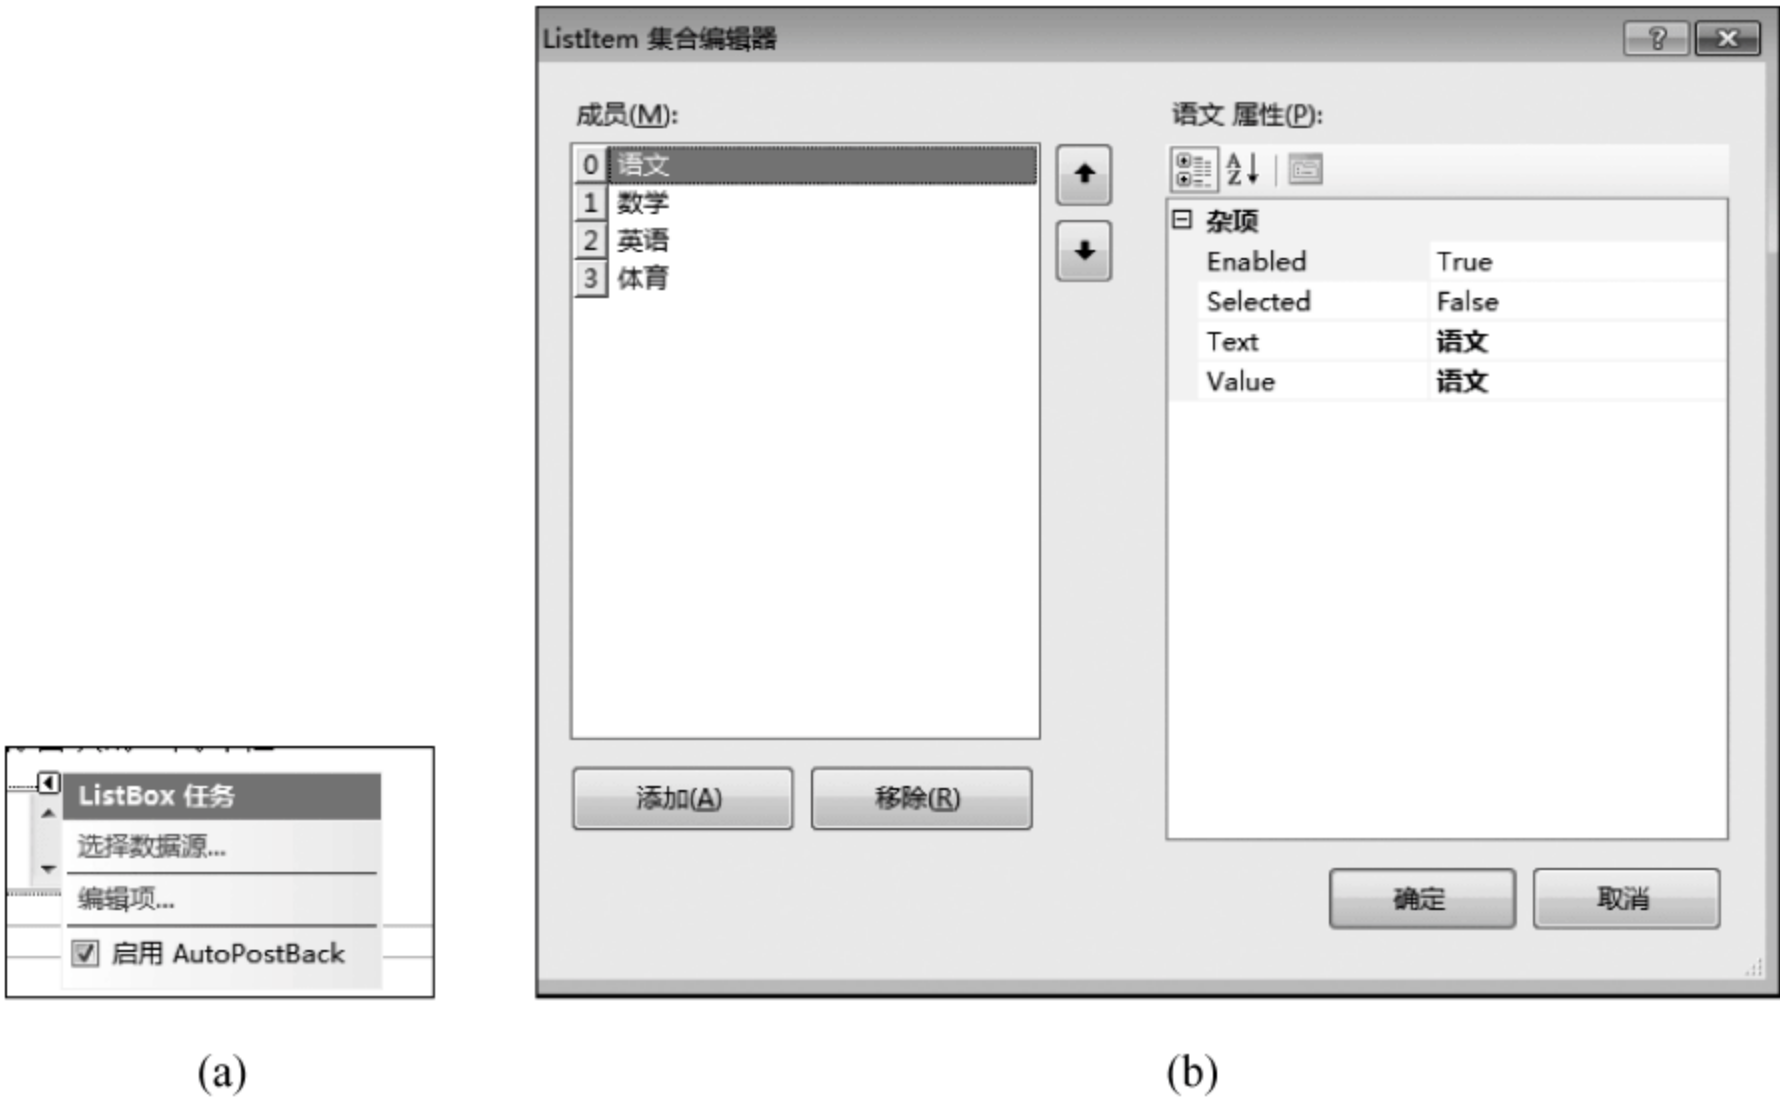 ListItem 集合编辑器
成员(M):
0 语文
1 数学
2 英语
3 体育
添加(A) 移除(R)
语文 属性(P):
杂项
Enabled True
Selected False
Text 语文
Value 语文
确定 取消
ListBox 任务
选择数据源...
编辑项...
启用 AutoPostBack
(a)
(b)